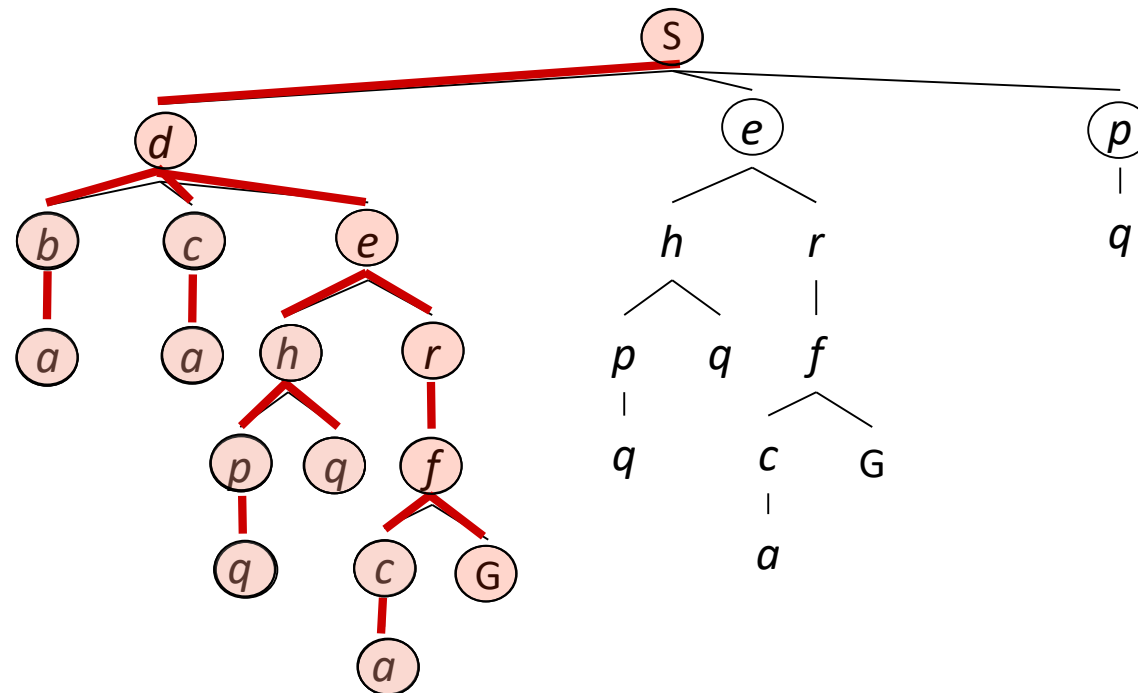 S
d e p
b c e h r q
a a h r p q f
p q f q c G
q c G a
a